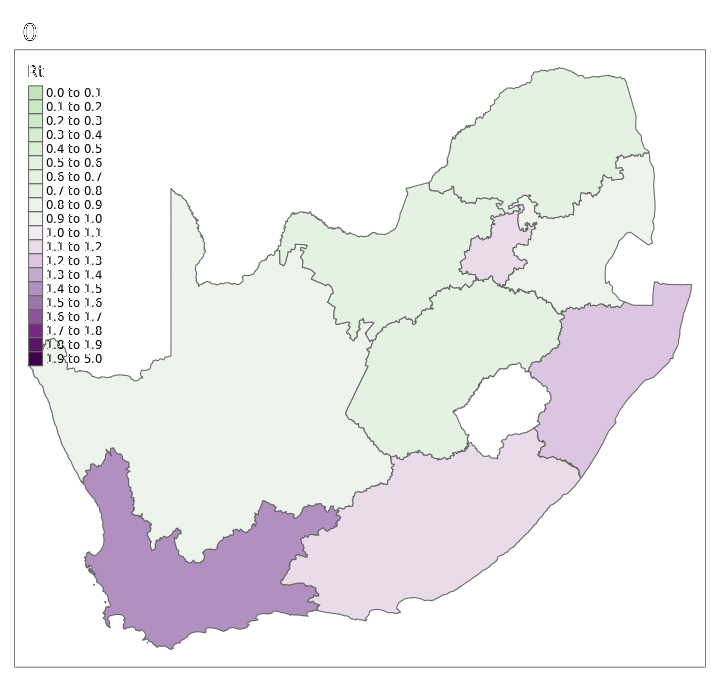 0
Rt
0.0 to 0.1
0.1 to 0.2
0.2 to 0.3
0.3 to 0.4
0.4 to 0.5
0.5 to 0.6
0.6 to 0.7
0.7 to 0.8
0.8 to 0.9
0.9 to 1.0
1.0 to 1.1
1.1 to 1.2
1.2 to 1.3
1.3 to 1.4
1.4 to 1.5
1.5 to 1.6
1.6 to 1.7
1.7 to 1.8
1.8 to 1.9
1.9 to 5.0